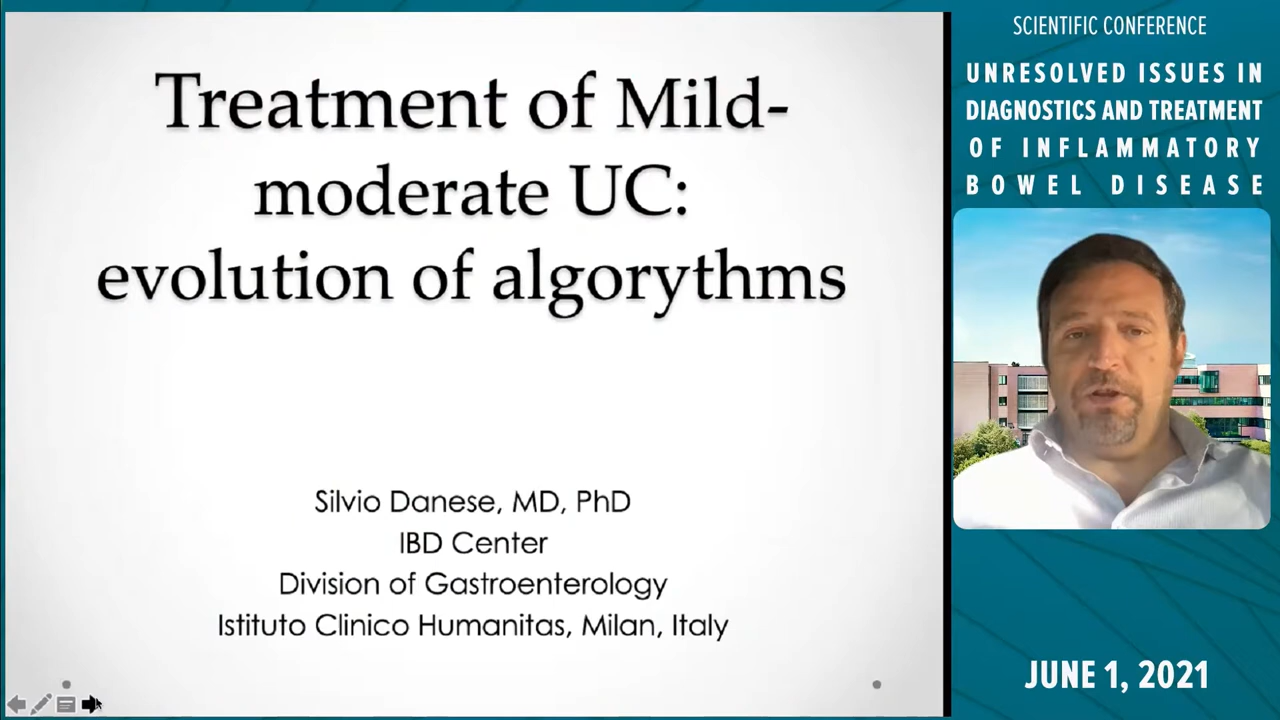 Treatment of Mild-
moderate UC:
evolution of algorythms
Silvio Danese, MD, PhD
IBD Center
Division of Gastroenterology
Istituto Clinico Humanitas, Milan, Italy
SCIENTIFIC CONFERENCE
UNRESOLVED ISSUES IN
DIAGNOSTICS AND TREATMENT
OF INFLAMMATORY
BOWEL DISEASE
JUNE 1, 2021